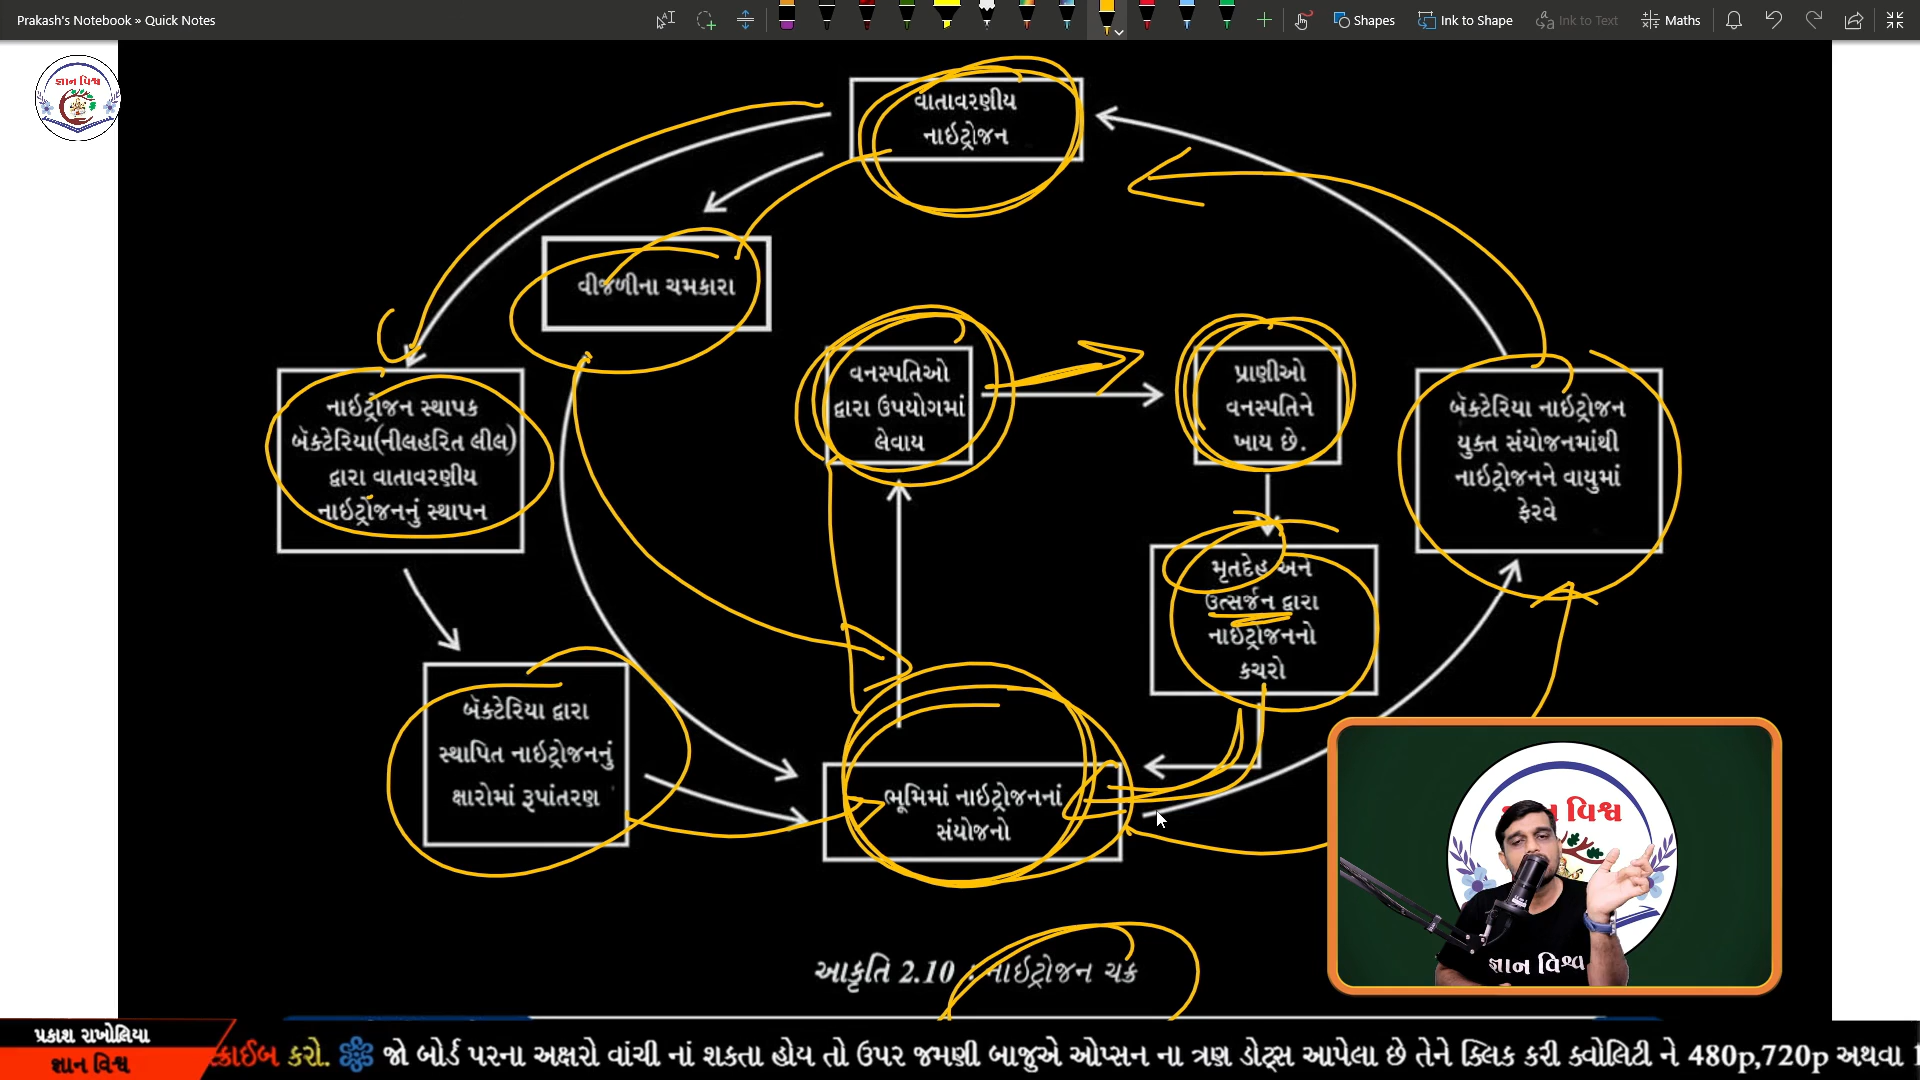 Prakash's Notebook » Quick Notes
Shapes
Ink to Shape
Ink to Text
Maths
જ્ઞાન વિશ્વ
વાતાવરણીય
નાઇટ્રોજન
વીજળીના ચમકારા
નાઇટ્રોજન સ્થાપક
બૅક્ટેરિયા(નીલહરિત લીલ)
દ્વારા વાતાવરણીય
નાઇટ્રોજનનું સ્થાપન
વનસ્પતિઓ
દ્વારા ઉપયોગમાં
લેવાય
પ્રાણીઓ
વનસ્પતિને
ખાય છે.
બૅક્ટેરિયા નાઇટ્રોજન
યુક્ત સંયોજનમાંથી
નાઇટ્રોજનને વાયુમાં
ફેરવે
મૃતદેહ અને
ઉત્સર્જન દ્વારા
નાઇટ્રોજનનો
કચરો
બૅક્ટેરિયા દ્વારા
સ્થાપિત નાઇટ્રોજનનું
ક્ષારોમાં રૂપાંતરણ
ભૂમિમાં નાઇટ્રોજનનાં
સંયોજનો
વિશ્વ
જ્ઞાન વિશ્વ
આકૃતિ 2.10 : નાઇટ્રોજન ચક્ર
પ્રકાશ રાખોલિયા
જ્ઞાન વિશ્વ
ક્રાઈબ કરો. જો બોર્ડ પરના અક્ષરો વાંચી નાં શકતા હોય તો ઉપર જમણી બાજુએ ઓપ્સન ના ત્રણ ડોટ્સ આપેલા છે તેને ક્લિક કરી ક્વોલિટી ને 480p,720p અથવા 1